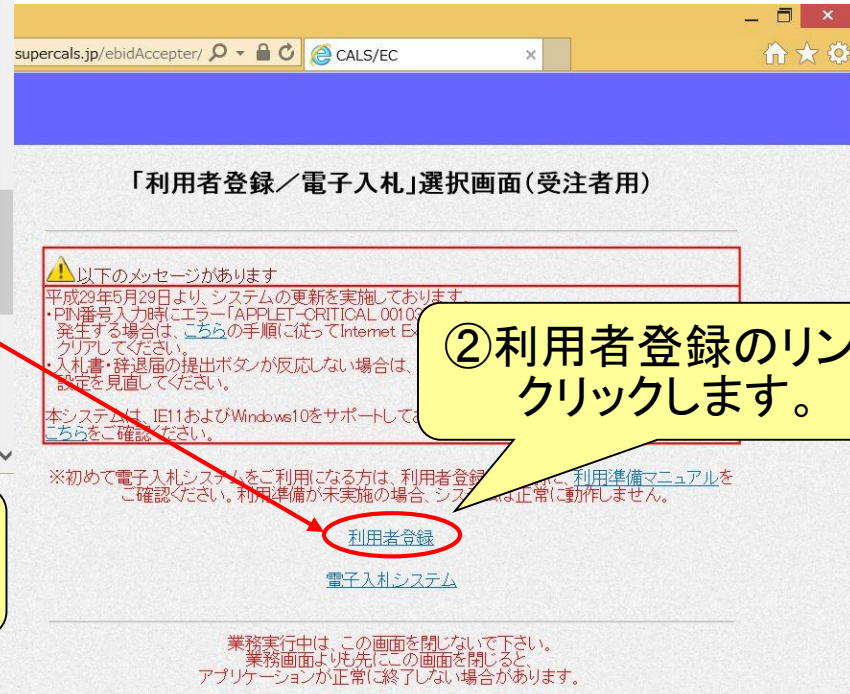 supercals.jp/ebidAccepter/
CALS/EC
「利用者登録／電子入札」選択画面(受注者用)
以下のメッセージがあります
平成29年5月29日より、システムの更新を実施しております。
・PIN番号入力時にエラー「APPLET-CRITICAL 00103
発生する場合は、こちらの手順に従ってInternet Ex
クリアしてください。
・入札書・辞退届の提出ボタンが反応しない場合は、
設定を見直してください。
本システムは、IE11およびWindows10をサポートして
こちらをご確認ください。
②利用者登録のリン
クリックします。
※初めて電子入札システムをご利用になる方は、利用者登録 に、利用準備マニュアルを
ご確認ください。利用準備が未実施の場合、システムは正常に動作しません。
利用者登録
電子入札システム
業務実行中は、この画面を閉じないで下さい。
業務画面よりも先にこの画面を閉じると、
アプリケーションが正常に終了しない場合があります。